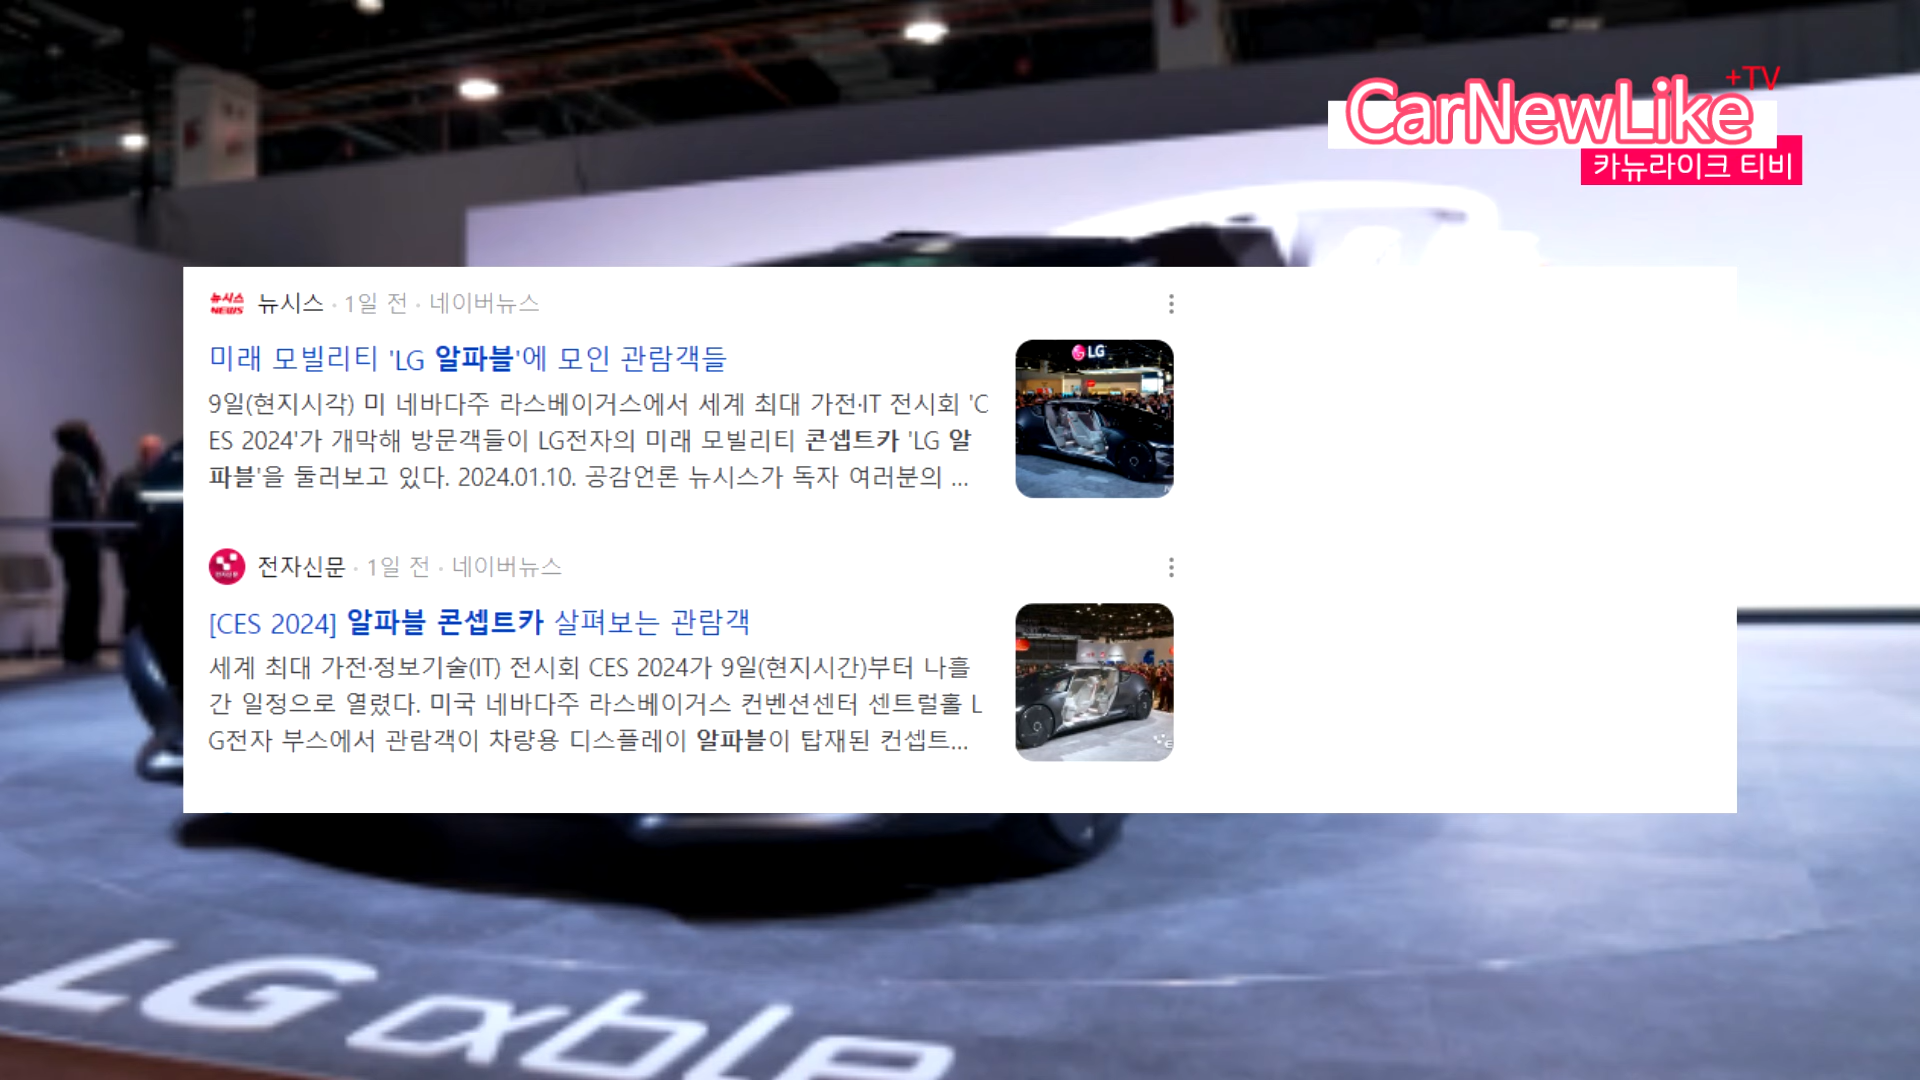 +TV
CarNewLike
카뉴라이크 티비
뉴시스
NEWS
뉴시스 · 1일 전 · 네이버뉴스
미래 모빌리티 'LG 알파블'에 모인 관람객들
9일(현지시각) 미 네바다주 라스베이거스에서 세계 최대 가전·IT 전시회 'C
ES 2024'가 개막해 방문객들이 LG전자의 미래 모빌리티 콘셉트카 'LG 알
파블'을 둘러보고 있다. 2024.01.10. 공감언론 뉴시스가 독자 여러분의 ...
LG
전자신문 · 1일 전 · 네이버뉴스
[CES 2024] 알파블 콘셉트카 살펴보는 관람객
세계 최대 가전·정보기술(IT) 전시회 CES 2024가 9일(현지시간)부터 나흘
간 일정으로 열렸다. 미국 네바다주 라스베이거스 컨벤션센터 센트럴홀 L
G전자 부스에서 관람객이 차량용 디스플레이 알파블이 탑재된 컨셉트...
LG αble